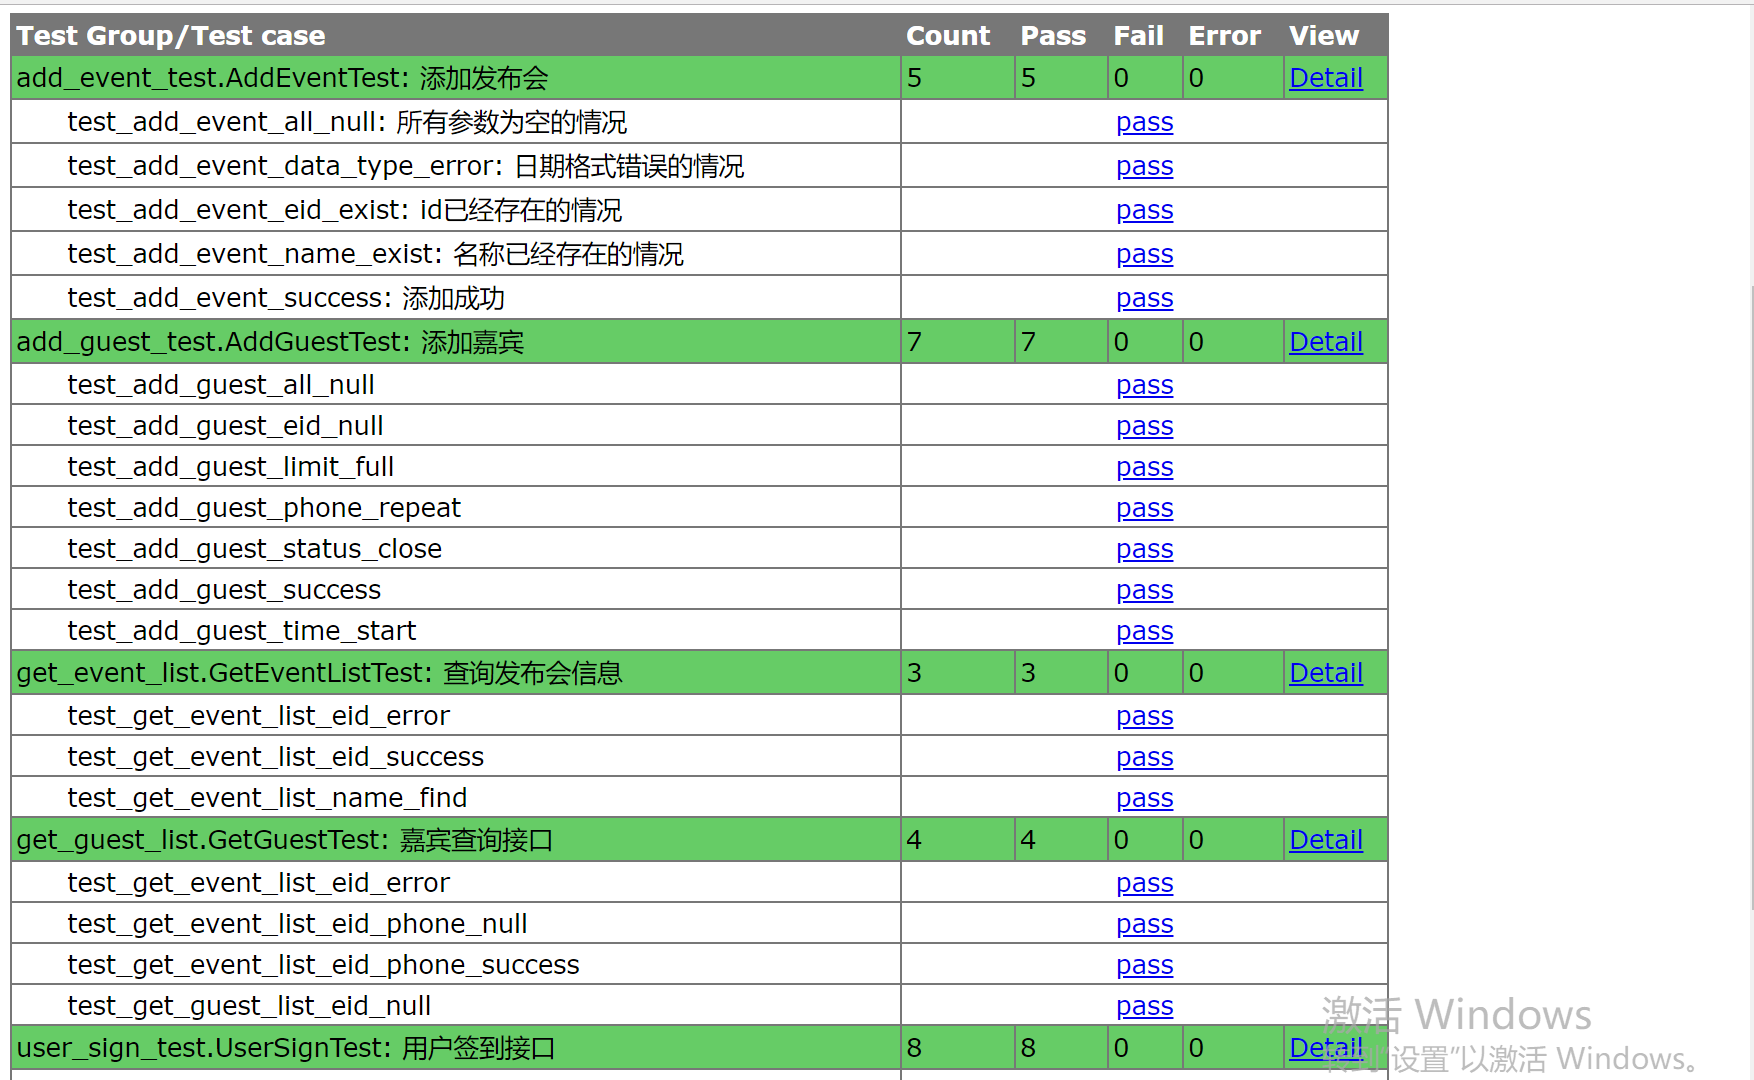 Test Group/Test case Count Pass Fail Error View
add_event_test.AddEventTest: 添加发布会 5 5 0 0 Detail
test_add_event_all_null: 所有参数为空的情况 pass
test_add_event_data_type_error: 日期格式错误的情况 pass
test_add_event_eid_exist: id已经存在的情况 pass
test_add_event_name_exist: 名称已经存在的情况 pass
test_add_event_success: 添加成功 pass
add_guest_test.AddGuestTest: 添加嘉宾 7 7 0 0 Detail
test_add_guest_all_null pass
test_add_guest_eid_null pass
test_add_guest_limit_full pass
test_add_guest_phone_repeat pass
test_add_guest_status_close pass
test_add_guest_success pass
test_add_guest_time_start pass
get_event_list.GetEventListTest: 查询发布会信息 3 3 0 0 Detail
test_get_event_list_eid_error pass
test_get_event_list_eid_success pass
test_get_event_list_name_find pass
get_guest_list.GetGuestTest: 嘉宾查询接口 4 4 0 0 Detail
test_get_event_list_eid_error pass
test_get_event_list_eid_phone_null pass
test_get_event_list_eid_phone_success pass
test_get_guest_list_eid_null pass
user_sign_test.UserSignTest: 用户签到接口 8 8 0 0 Detail
激活 Windows
转到"设置"以激活 Windows。